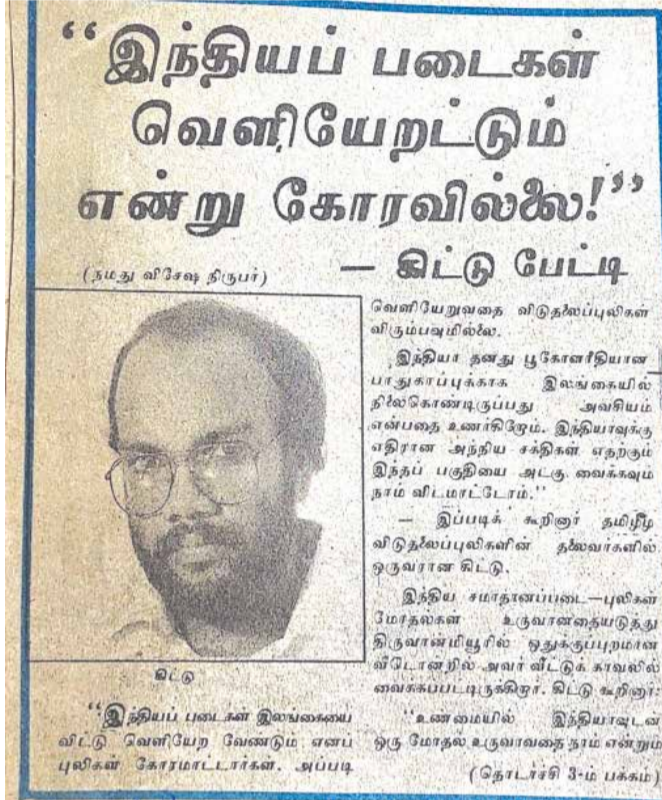 “இந்தியப் படைகள்
வெளியேறட்டும்
என்று கோரவில்லை!”
— கிட்டு பேட்டி
(நமது விசேஷ நிருபர்)
கிட்டு
“இந்தியப் படைகள் இலங்கையை
விட்டு வெளியேற வேண்டும் எனப்
புலிகள் கோரமாட்டார்கள். அப்படி
வெளியேறுவதை விடுதலைப்புலிகள்
விரும்பவுமில்லை.
இந்தியா தனது பூகோளரீதியான
பாதுகாப்புக்காக இலங்கையில்
நிலைகொண்டிருப்பது அவசியம்
என்பதை உணர்கிறோம். இந்தியாவுக்கு
எதிரான அந்நிய சக்திகள் எதற்கும்
இந்தப் பகுதியை அடகு வைக்கவும்
நாம் விடமாட்டோம்.”
— இப்படிக் கூறினார் தமிழீழ
விடுதலைப்புலிகளின் தலைவர்களில்
ஒருவரான கிட்டு.
இந்திய சமாதானப்படை—புலிகள்
மோதல்கள் உருவானதையடுத்து
திருவான்மியூரில் ஒதுக்குப்புறமான
வீடொன்றில் அவர் வீட்டுக் காவலில்
வைக்கப்பட்டிருக்கிறார். கிட்டு கூறினார்:
“உண்மையில் இந்தியாவுடன்
ஒரு மோதல் உருவாவதை நாம் என்றும்
(தொடர்ச்சி 3-ம் பக்கம்)